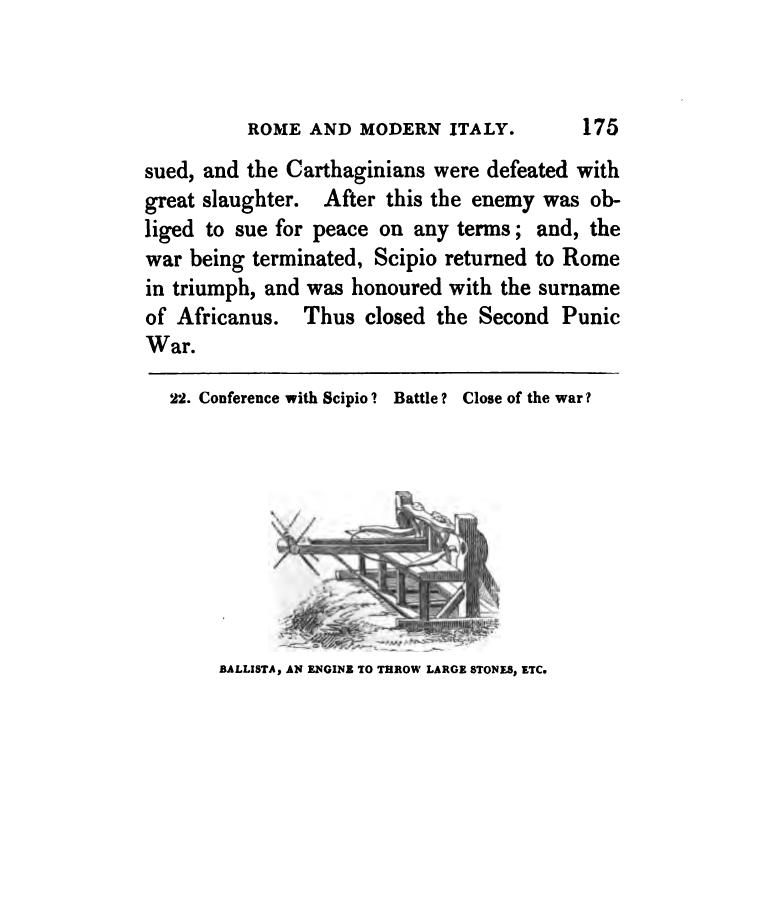 ROME AND MODERN ITALY. 175
sued, and the Carthaginians were defeated with
great slaughter. After this the enemy was ob-
liged to sue for peace on any terms; and, the
war being terminated, Scipio returned to Rome
in triumph, and was honoured with the surname
of Africanus. Thus closed the Second Punic
War.
22. Conference with Scipio? Battle? Close of the war?
BALLISTA, AN ENGINE TO THROW LARGE STONES, ETC.